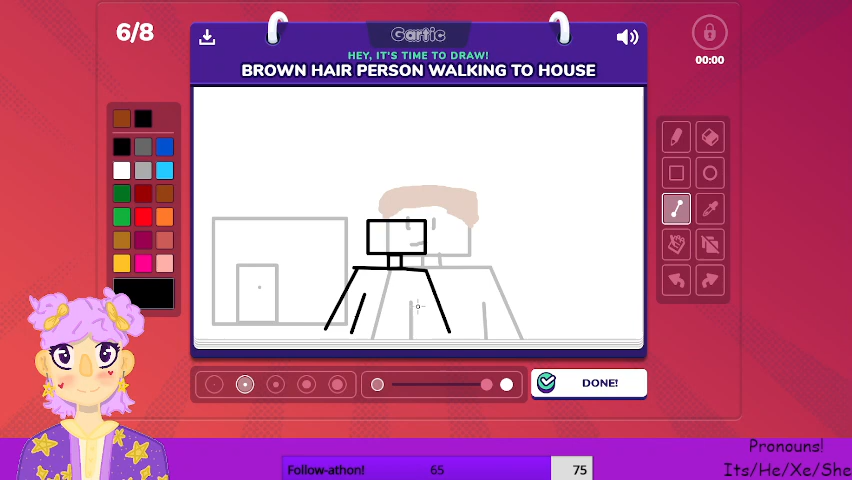 6/8
Gartic
HEY, IT'S TIME TO DRAW!
BROWN HAIR PERSON WALKING TO HOUSE
00:00
DONE!
Pronouns!
Follow-athon! 65 75
Its/He/Xe/She